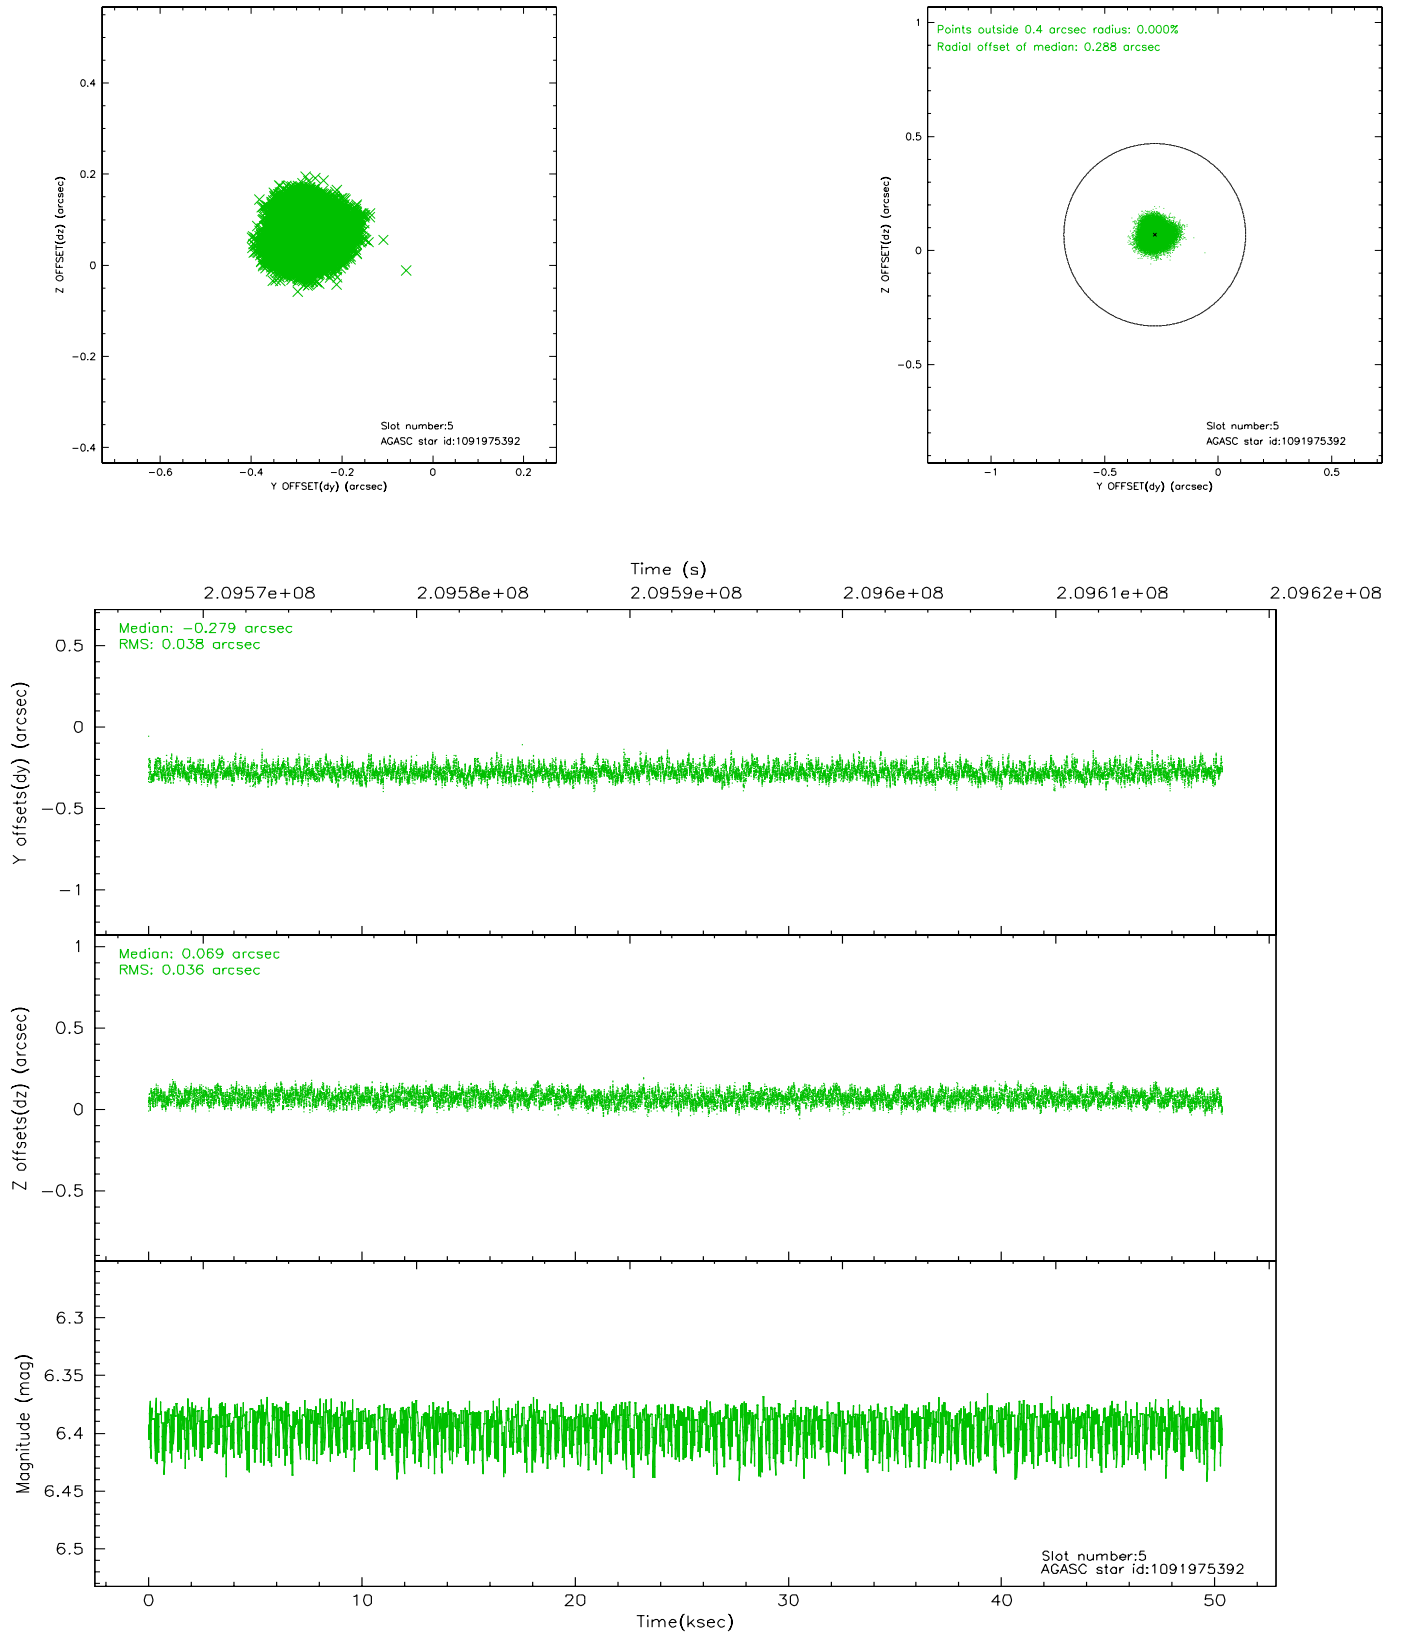 0.4
0.2
0
−0.2
−0.4
Z OFFSET(dz) (arcsec)
Slot number:5
AGASC star id:1091975392
−0.6 −0.4 −0.2 0 0.2
Y OFFSET(dy) (arcsec)
Points outside 0.4 arcsec radius: 0.000%
Radial offset of median: 0.288 arcsec
1
0.5
0
−0.5
Z OFFSET(dz) (arcsec)
Slot number:5
AGASC star id:1091975392
−1 −0.5 0 0.5
Y OFFSET(dy) (arcsec)
Time (s)
2.0957e+08 2.0958e+08 2.0959e+08 2.096e+08 2.0961e+08 2.0962e+08
Median: −0.279 arcsec
RMS: 0.038 arcsec
0.5
0
−0.5
−1
Y offsets(dy) (arcsec)
Median: 0.069 arcsec
RMS: 0.036 arcsec
1
0.5
0
−0.5
Z offsets(dz) (arcsec)
6.3
6.35
6.4
6.45
6.5
Magnitude (mag)
Slot number:5
AGASC star id:1091975392
0 10 20 30 40 50
Time(ksec)